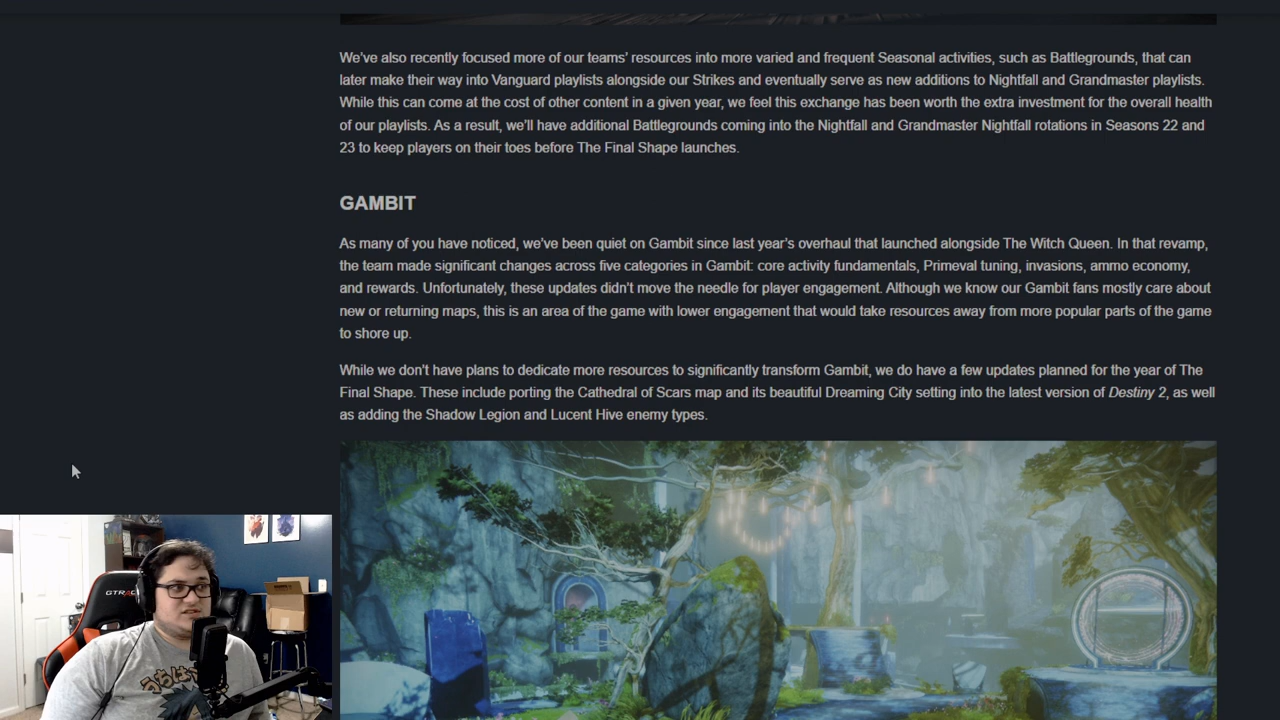 We've also recently focused more of our teams' resources into more varied and frequent Seasonal activities, such as Battlegrounds, that can
later make their way into Vanguard playlists alongside our Strikes and eventually serve as new additions to Nightfall and Grandmaster playlists.
While this can come at the cost of other content in a given year, we feel this exchange has been worth the extra investment for the overall health
of our playlists. As a result, we'll have additional Battlegrounds coming into the Nightfall and Grandmaster Nightfall rotations in Seasons 22 and
23 to keep players on their toes before The Final Shape launches.
GAMBIT
As many of you have noticed, we've been quiet on Gambit since last year's overhaul that launched alongside The Witch Queen. In that revamp,
the team made significant changes across five categories in Gambit: core activity fundamentals, Primeval tuning, invasions, ammo economy,
and rewards. Unfortunately, these updates didn't move the needle for player engagement. Although we know our Gambit fans mostly care about
new or returning maps, this is an area of the game with lower engagement that would take resources away from more popular parts of the game
to shore up.
While we don't have plans to dedicate more resources to significantly transform Gambit, we do have a few updates planned for the year of The
Final Shape. These include porting the Cathedral of Scars map and its beautiful Dreaming City setting into the latest version of Destiny 2, as well
as adding the Shadow Legion and Lucent Hive enemy types.
GTRAC
うちは